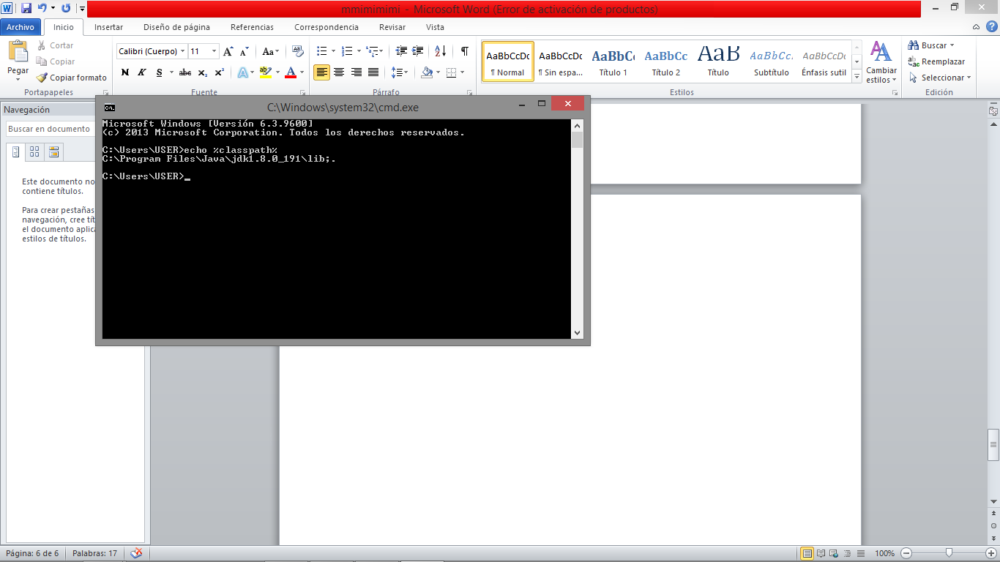 mmimimimi - Microsoft Word (Error de activación de productos)
Archivo Inicio Insertar Diseño de página Referencias Correspondencia Revisar Vista
Pegar
Cortar
Copiar
Copiar formato
Portapapeles
Calibri (Cuerpo) 11
N K S abc x₂ x²
Fuente
Párrafo
AaBbCcDc AaBbCcDc AaBbCc AaBbCc AaB AaBbCc. AaBbCcDc
¶ Normal ¶ Sin espa... Título 1 Título 2 Título Subtítulo Énfasis sutil
Cambiar
estilos
Estilos
Buscar
Reemplazar
Seleccionar
Edición
Navegación
Buscar en documento
Este documento no
contiene títulos.
Para crear pestañas
navegación, cree tít
el documento aplica
estilos de títulos.
C:\Windows\system32\cmd.exe
Microsoft Windows [Versión 6.3.9600]
(c) 2013 Microsoft Corporation. Todos los derechos reservados.
C:\Users\USER>echo %classpath%
C:\Program Files\Java\jdk1.8.0_191\lib;.
C:\Users\USER>_
Página: 6 de 6 Palabras: 17 100%